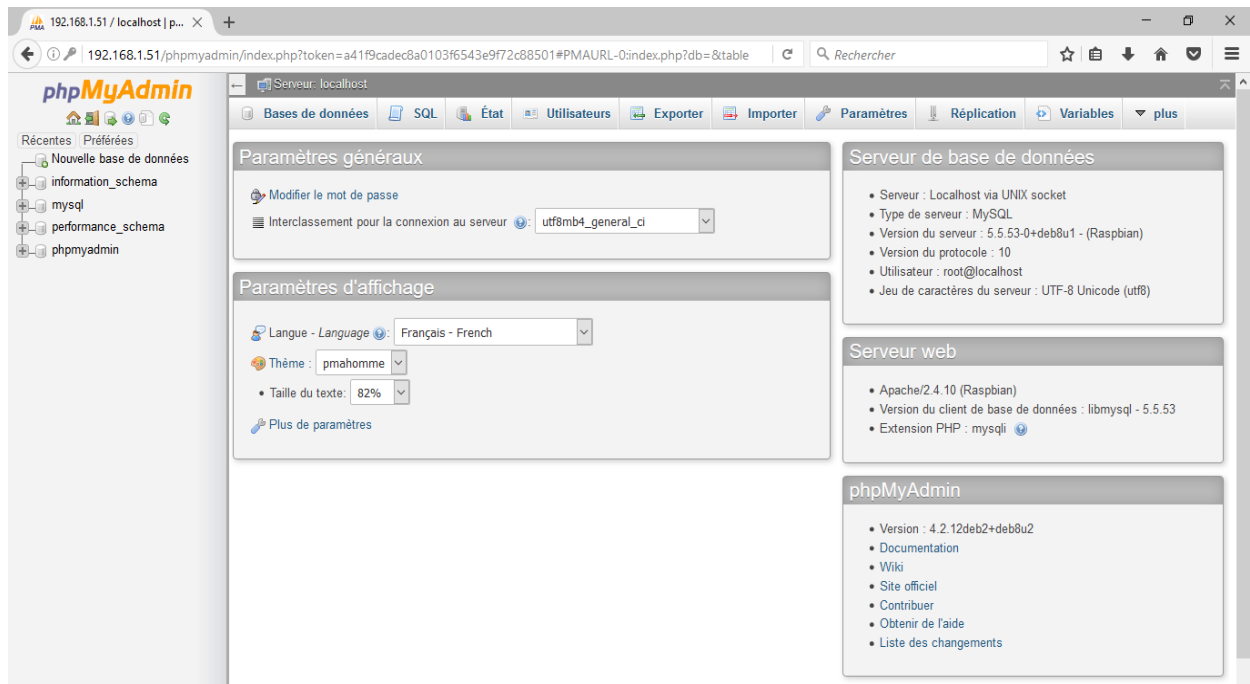 192.168.1.51 / localhost | p...
192.168.1.51/phpmyadmin/index.php?token=a41f9cadec8a0103f6543e9f72c88501#PMAURL-0:index.php?db=&table
Rechercher
phpMyAdmin
Récentes Préférées
Nouvelle base de données
information_schema
mysql
performance_schema
phpmyadmin
Serveur: localhost
Bases de données SQL État Utilisateurs Exporter Importer Paramètres Réplication Variables plus
Paramètres généraux
Modifier le mot de passe
Interclassement pour la connexion au serveur : utf8mb4_general_ci
Paramètres d'affichage
Langue - Language : Français - French
Thème : pmahomme
• Taille du texte: 82%
Plus de paramètres
Serveur de base de données
• Serveur : Localhost via UNIX socket
• Type de serveur : MySQL
• Version du serveur : 5.5.53-0+deb8u1 - (Raspbian)
• Version du protocole : 10
• Utilisateur : root@localhost
• Jeu de caractères du serveur : UTF-8 Unicode (utf8)
Serveur web
• Apache/2.4.10 (Raspbian)
• Version du client de base de données : libmysql - 5.5.53
• Extension PHP : mysqli
phpMyAdmin
• Version : 4.2.12deb2+deb8u2
• Documentation
• Wiki
• Site officiel
• Contribuer
• Obtenir de l'aide
• Liste des changements